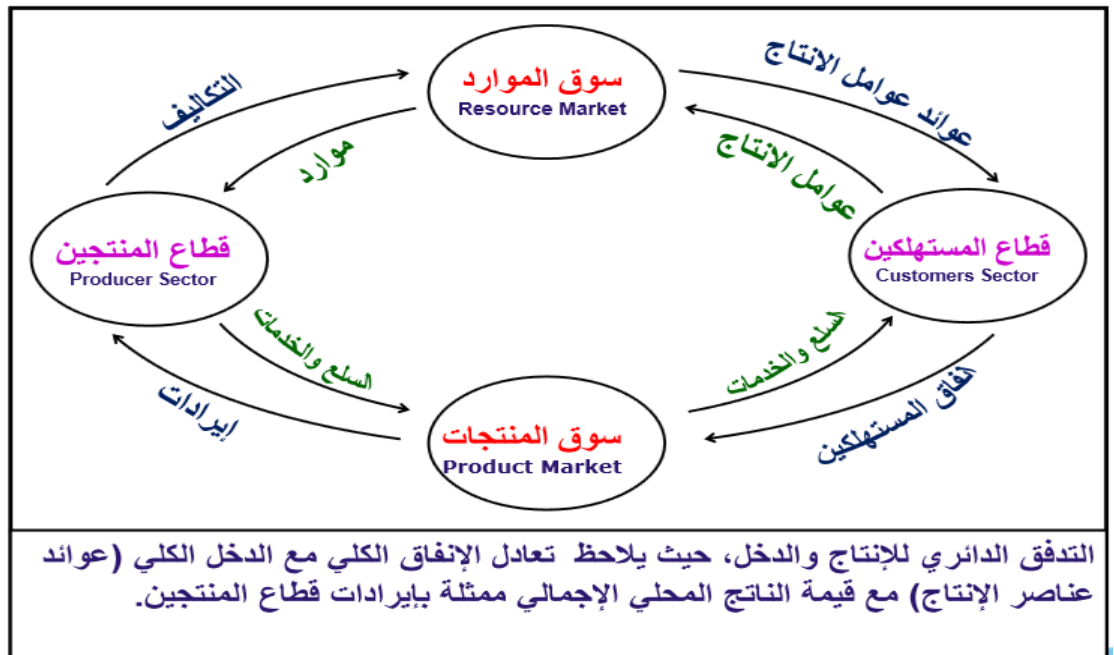 سوق الموارد
Resource Market
التكاليف
موارد
عوائد عوامل الانتاج
عوامل الانتاج
قطاع المنتجين
Producer Sector
قطاع المستهلكين
Customers Sector
السلع والخدمات
إيرادات
السلع والخدمات
انفاق المستهلكين
سوق المنتجات
Product Market
التدفق الدائري للإنتاج والدخل، حيث يلاحظ تعادل الإنفاق الكلي مع الدخل الكلي (عوائد
عناصر الإنتاج) مع قيمة الناتج المحلي الإجمالي ممثلة بإيرادات قطاع المنتجين.